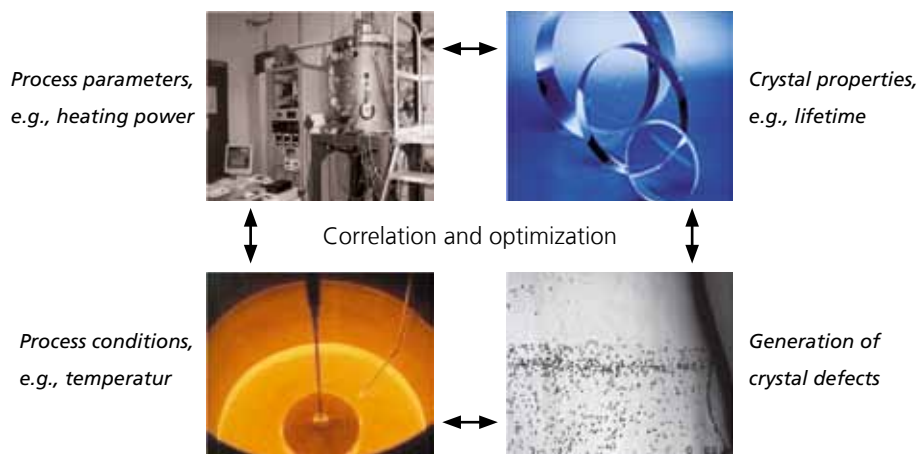 Process parameters,
e.g., heating power
Crystal properties,
e.g., lifetime
Correlation and optimization
Process conditions,
e.g., temperatur
Generation of
crystal defects